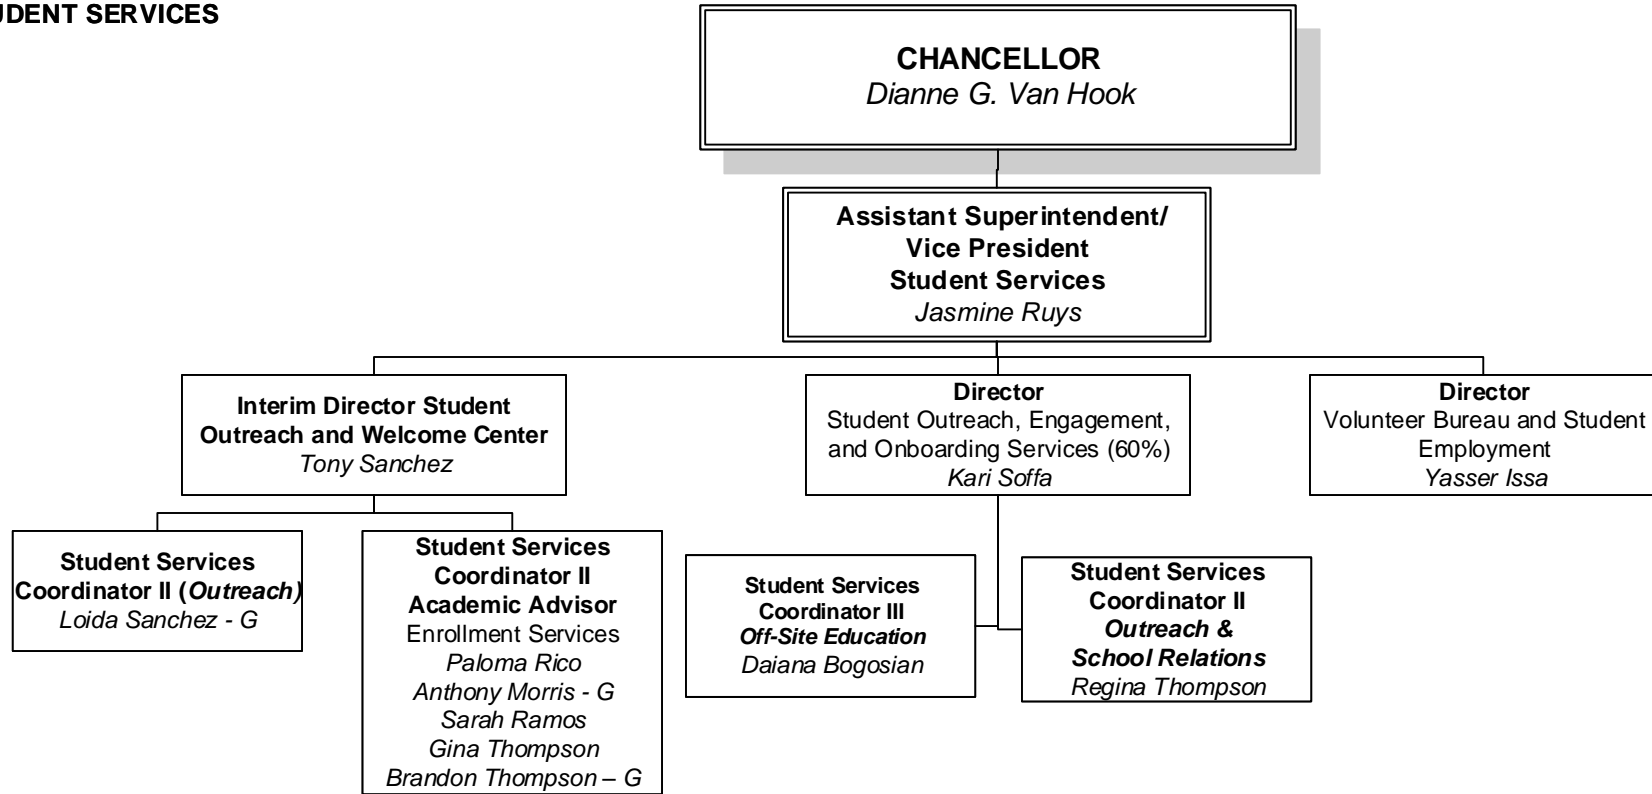 UDENT SERVICES
CHANCELLOR
Dianne G. Van Hook
Assistant Superintendent/
Vice President
Student Services
Jasmine Ruys
Interim Director Student
Outreach and Welcome Center
Tony Sanchez
Director
Student Outreach, Engagement,
and Onboarding Services (60%)
Kari Soffa
Director
Volunteer Bureau and Student
Employment
Yasser Issa
Student Services
Coordinator II (Outreach)
Loida Sanchez - G
Student Services
Coordinator II
Academic Advisor
Enrollment Services
Paloma Rico
Anthony Morris - G
Sarah Ramos
Gina Thompson
Brandon Thompson – G
Student Services
Coordinator III
Off-Site Education
Daiana Bogosian
Student Services
Coordinator II
Outreach &
School Relations
Regina Thompson